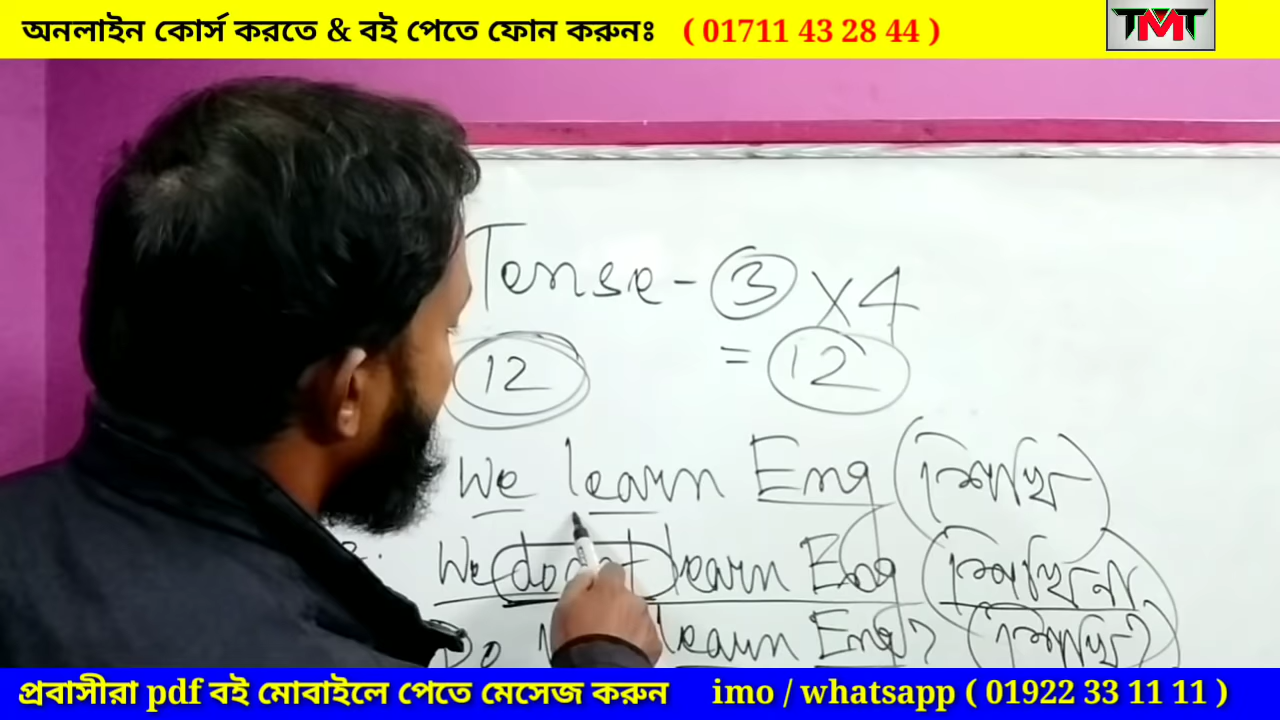 অনলাইন কোর্স করতে & বই পেতে ফোন করুনঃ ( 01711 43 28 44 )
TMT
Tense - 3 x 4
12 = 12
We learn Eng (শিখি)
We do not learn Eng (শিখিনা)
Do learn Eng? (শিখি?)
প্রবাসীরা pdf বই মোবাইলে পেতে মেসেজ করুন imo / whatsapp ( 01922 33 11 11 )